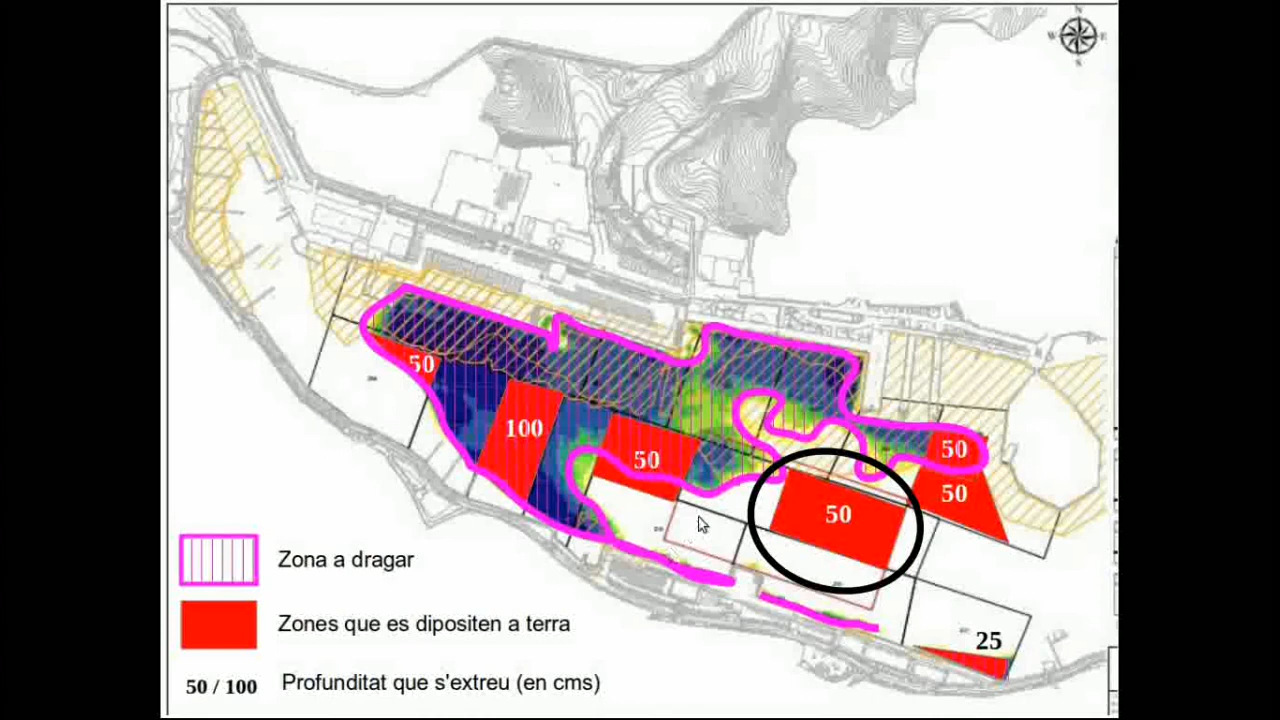 N
W E
S
50
100
50
50
50
50
25
Zona a dragar
Zones que es dipositen a terra
50 / 100 Profunditat que s'extreu (en cms)